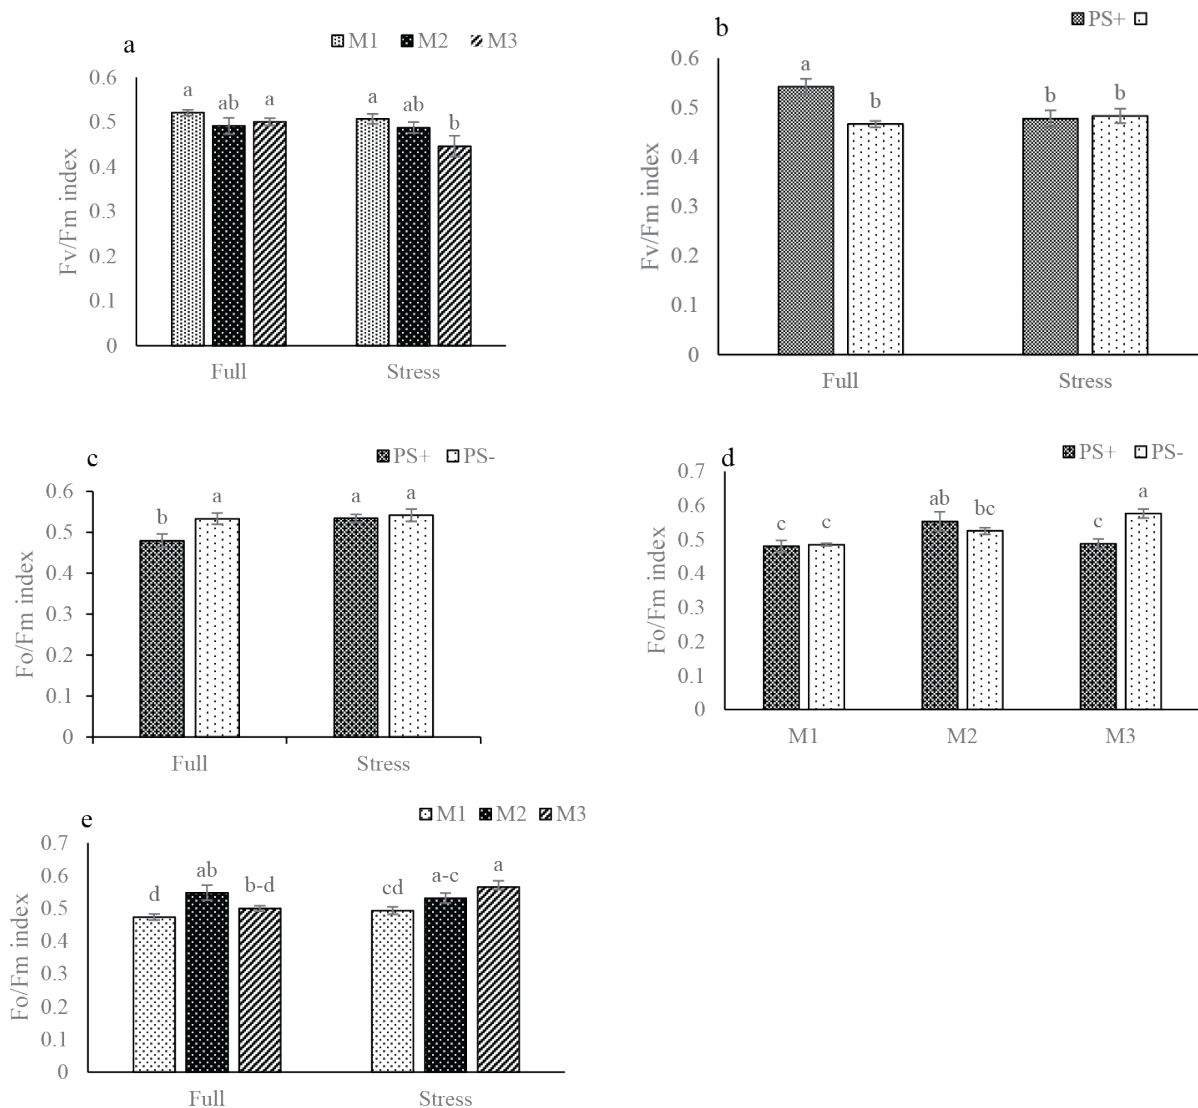 a
M1 M2 M3
0.6
0.5
0.4
0.3
0.2
0.1
0
Fv/Fm index
a ab a a ab b
Full Stress
b
PS+
0.6
0.5
0.4
0.3
0.2
0.1
0
Fv/Fm index
a b b b
Full Stress
c
PS+ PS-
0.6
0.5
0.4
0.3
0.2
0.1
0
Fo/Fm index
b a a a
Full Stress
d
PS+ PS-
0.7
0.6
0.5
0.4
0.3
0.2
0.1
0
Fo/Fm index
c c ab bc c a
M1 M2 M3
e
M1 M2 M3
0.7
0.6
0.5
0.4
0.3
0.2
0.1
0
Fo/Fm index
d ab b-d cd a-c a
Full Stress